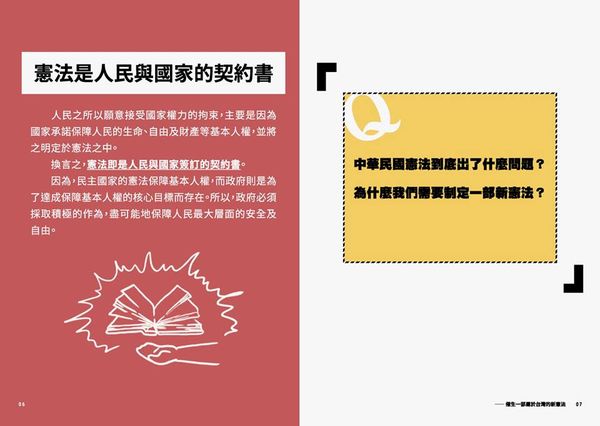 憲法是人民與國家的契約書
人民之所以願意接受國家權力的拘束，主要是因為
國家承諾保障人民的生命、自由及財產等基本人權，並將
之明定於憲法之中。
換言之，憲法即是人民與國家簽訂的契約書。
因為，民主國家的憲法保障基本人權，而政府則是為
了達成保障基本人權的核心目標而存在。所以，政府必須
採取積極的作為，盡可能地保障人民最大層面的安全及
自由。
06
Q
中華民國憲法到底出了什麼問題？
為什麼我們需要制定一部新憲法？
── 催生一部屬於台灣的新憲法 07